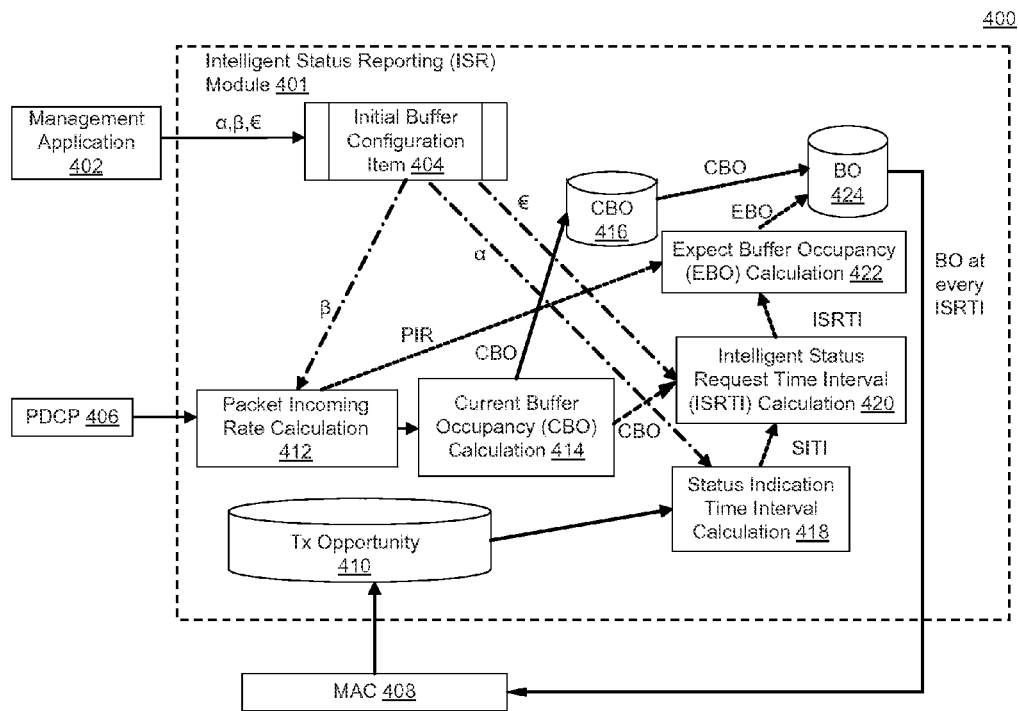 400
Intelligent Status Reporting (ISR)
Module 401
Management
Application
402
α,β,€
Initial Buffer
Configuration
Item 404
CBO
BO
424
CBO
416
€
EBO
α
Expect Buffer Occupancy
(EBO) Calculation 422
BO at
every
ISRTI
β
PIR
CBO
ISRTI
Intelligent Status
Request Time Interval
(ISRTI) Calculation 420
PDCP 406
Packet Incoming
Rate Calculation
412
Current Buffer
Occupancy (CBO)
Calculation 414
CBO
SITI
Status Indication
Time Interval
Calculation 418
Tx Opportunity
410
MAC 408